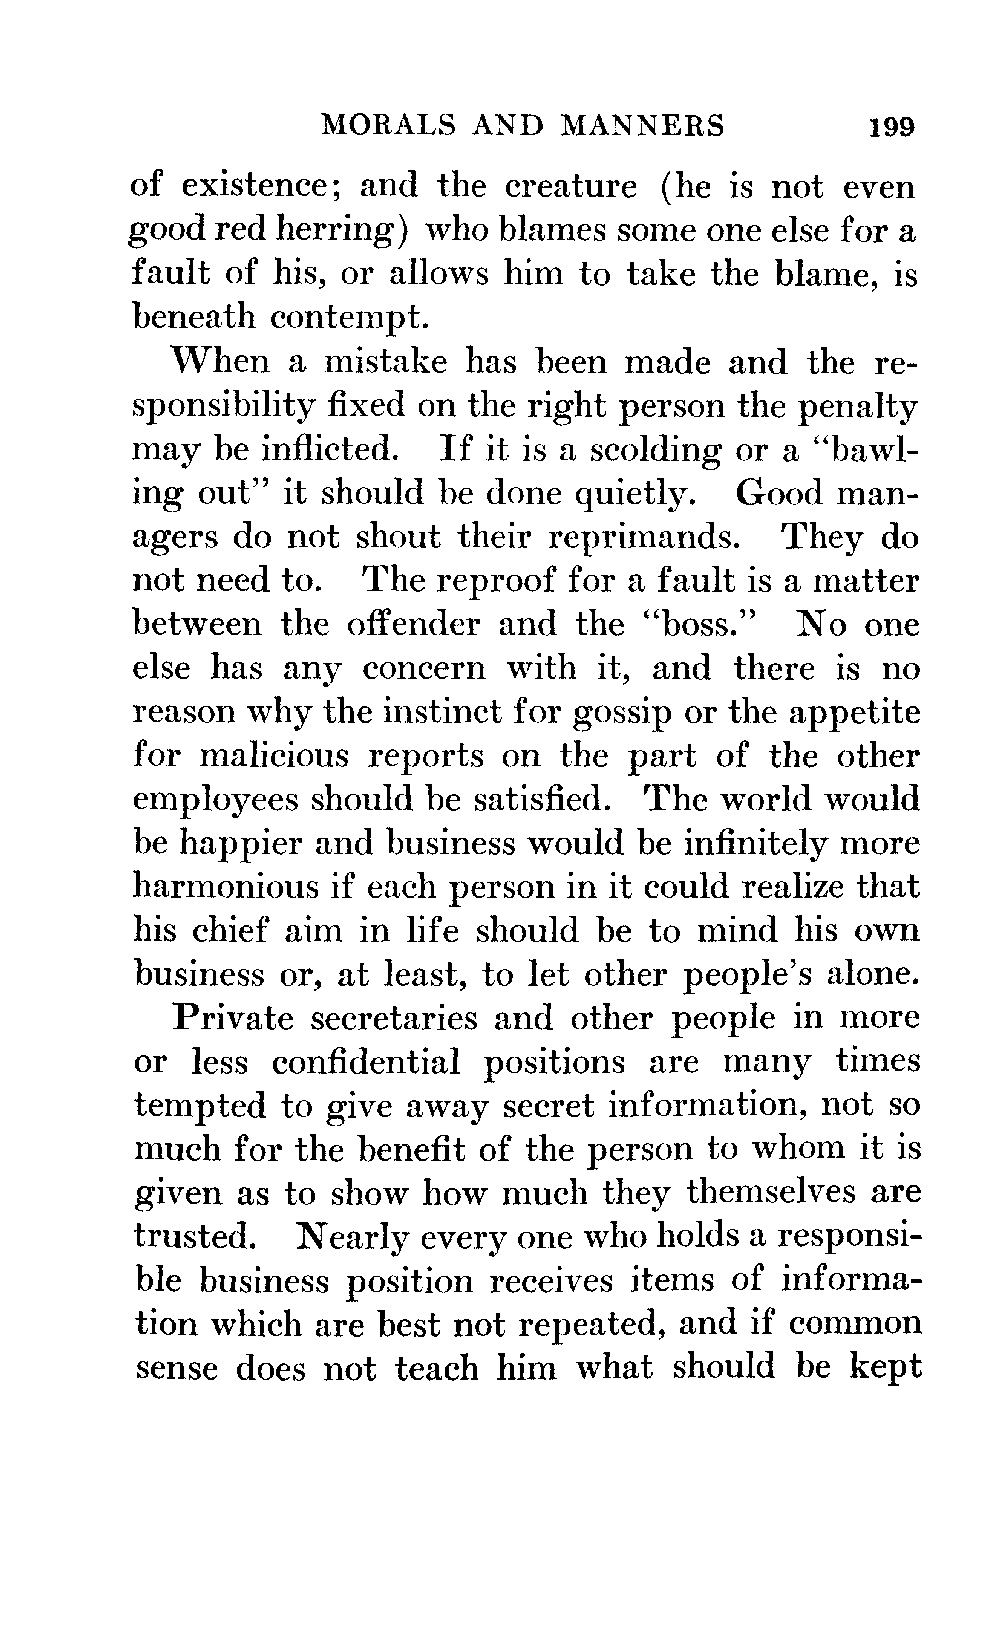 MORALS AND MANNERS 199
of existence; and the creature (he is not even
good red herring) who blames some one else for a
fault of his, or allows him to take the blame, is
beneath contempt.
When a mistake has been made and the re-
sponsibility fixed on the right person the penalty
may be inflicted. If it is a scolding or a “bawl-
ing out” it should be done quietly. Good man-
agers do not shout their reprimands. They do
not need to. The reproof for a fault is a matter
between the offender and the “boss.” No one
else has any concern with it, and there is no
reason why the instinct for gossip or the appetite
for malicious reports on the part of the other
employees should be satisfied. The world would
be happier and business would be infinitely more
harmonious if each person in it could realize that
his chief aim in life should be to mind his own
business or, at least, to let other people’s alone.
Private secretaries and other people in more
or less confidential positions are many times
tempted to give away secret information, not so
much for the benefit of the person to whom it is
given as to show how much they themselves are
trusted. Nearly every one who holds a responsi-
ble business position receives items of informa-
tion which are best not repeated, and if common
sense does not teach him what should be kept